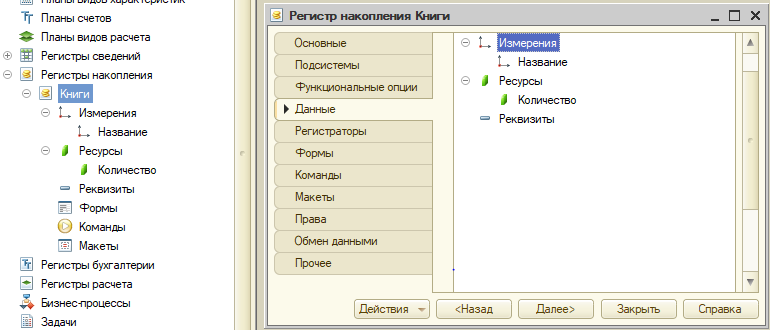 Планы видов характеристик
Планы счетов
Планы видов расчета
Регистры сведений
Регистры накопления
Книги
Измерения
Название
Ресурсы
Количество
Реквизиты
Формы
Команды
Макеты
Регистры бухгалтерии
Регистры расчета
Бизнес-процессы
Задачи
Регистр накопления Книги
Основные
Подсистемы
Функциональные опции
Данные
Регистраторы
Формы
Команды
Макеты
Права
Обмен данными
Прочее
Измерения
Название
Ресурсы
Количество
Реквизиты
Действия
<Назад
Далее>
Закрыть
Справка